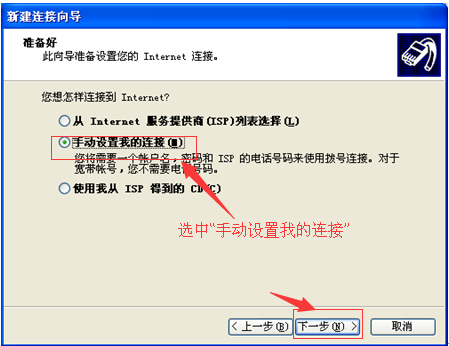 新建连接向导
准备好
此向导准备设置您的 Internet 连接。
您想怎样连接到 Internet?
从 Internet 服务提供商(ISP)列表选择(L)
手动设置我的连接(M)
您将需要一个帐户名，密码和 ISP 的电话号码来使用拨号连接。对于
宽带帐号，您不需要电话号码。
使用我从 ISP 得到的 CD(C)
选中“手动设置我的连接”
< 上一步(B) 下一步(N) > 取消